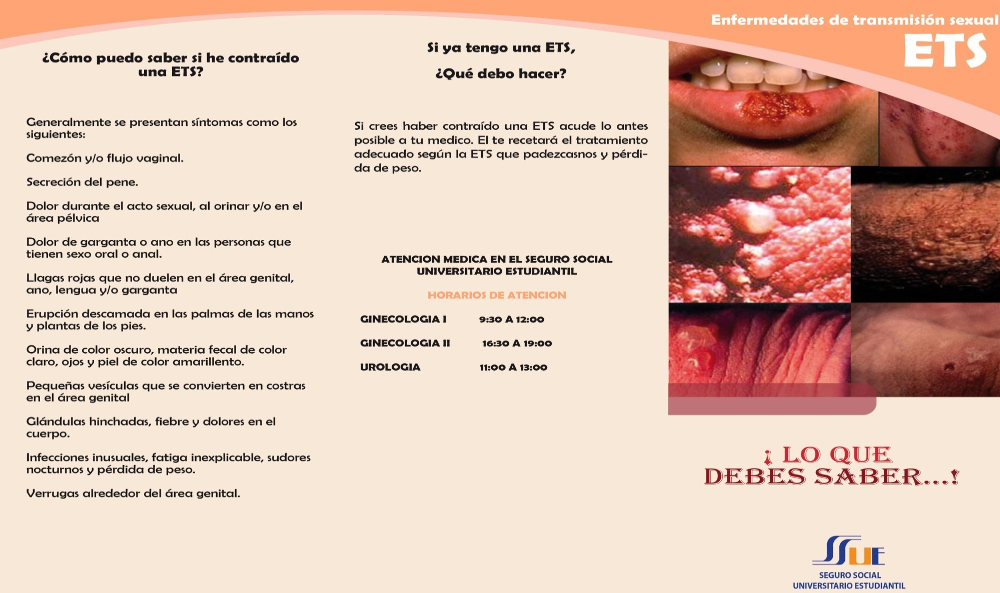 ¿Cómo puedo saber si he contraído
una ETS?
Generalmente se presentan síntomas como los
siguientes:
Comezón y/o flujo vaginal.
Secreción del pene.
Dolor durante el acto sexual, al orinar y/o en el
área pélvica
Dolor de garganta o ano en las personas que
tienen sexo oral o anal.
Llagas rojas que no duelen en el área genital,
ano, lengua y/o garganta
Erupción descamada en las palmas de las manos
y plantas de los pies.
Orina de color oscuro, materia fecal de color
claro, ojos y piel de color amarillento.
Pequeñas vesículas que se convierten en costras
en el área genital
Glándulas hinchadas, fiebre y dolores en el
cuerpo.
Infecciones inusuales, fatiga inexplicable, sudores
nocturnos y pérdida de peso.
Verrugas alrededor del área genital.
Si ya tengo una ETS,
¿Qué debo hacer?
Si crees haber contraído una ETS acude lo antes
posible a tu medico. El te recetará el tratamiento
adecuado según la ETS que padezcasnos y pérdi-
da de peso.
ATENCION MEDICA EN EL SEGURO SOCIAL
UNIVERSITARIO ESTUDIANTIL
HORARIOS DE ATENCION
GINECOLOGIA I 9:30 A 12:00
GINECOLOGIA II 16:30 A 19:00
UROLOGIA 11:00 A 13:00
Enfermedades de transmisión sexual
ETS
¡ LO QUE
DEBES SABER...!
SSUE
SEGURO SOCIAL
UNIVERSITARIO ESTUDIANTIL